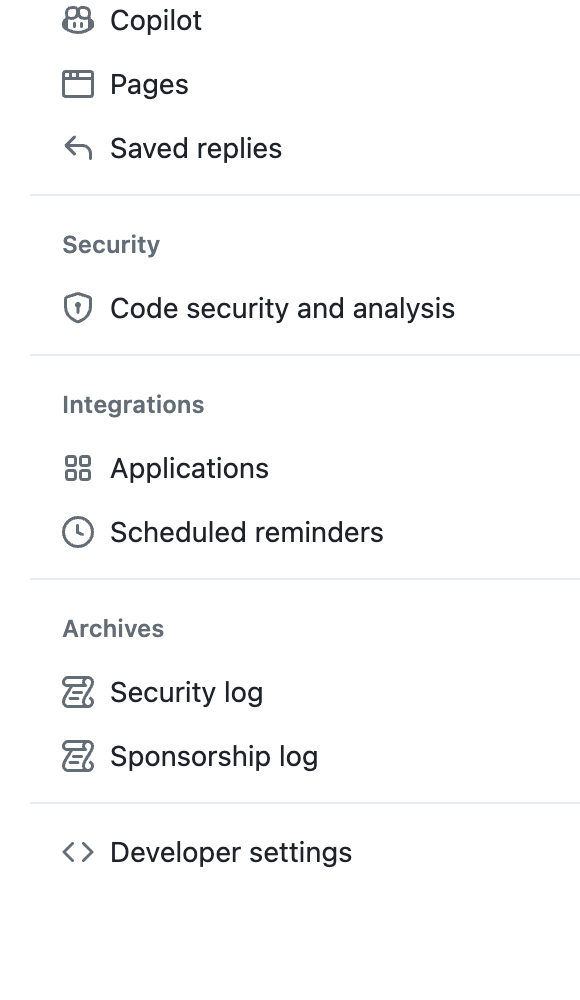 Copilot
Pages
Saved replies
Security
Code security and analysis
Integrations
Applications
Scheduled reminders
Archives
Security log
Sponsorship log
Developer settings